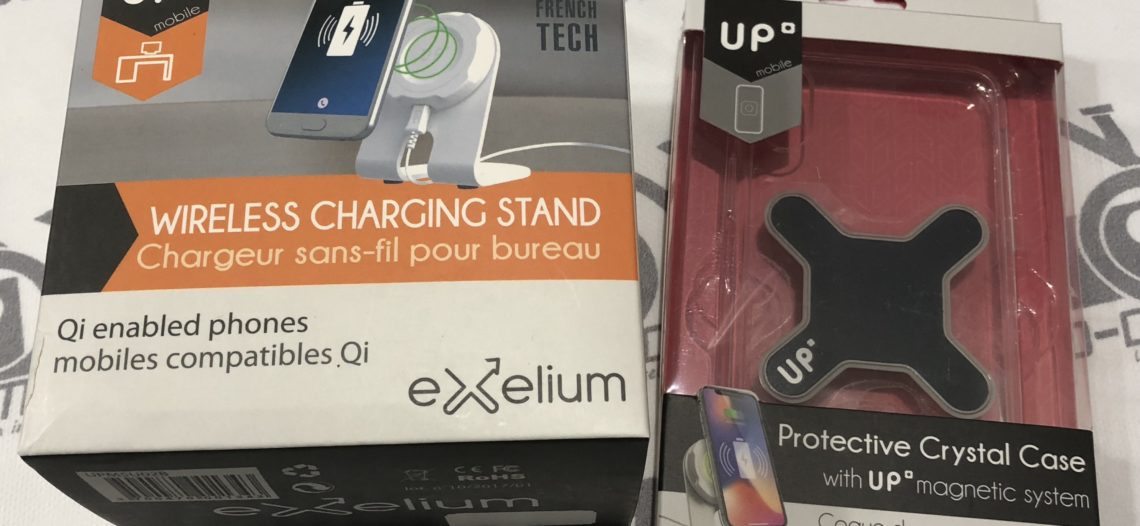 mobile
FRENCH
TECH
WIRELESS CHARGING STAND
Chargeur sans-fil pour bureau
Qi enabled phones
mobiles compatibles Qi
exelium
CE FC
RoHS
exelium
UP
mobile
UP
Protective Crystal Case
with UP magnetic system